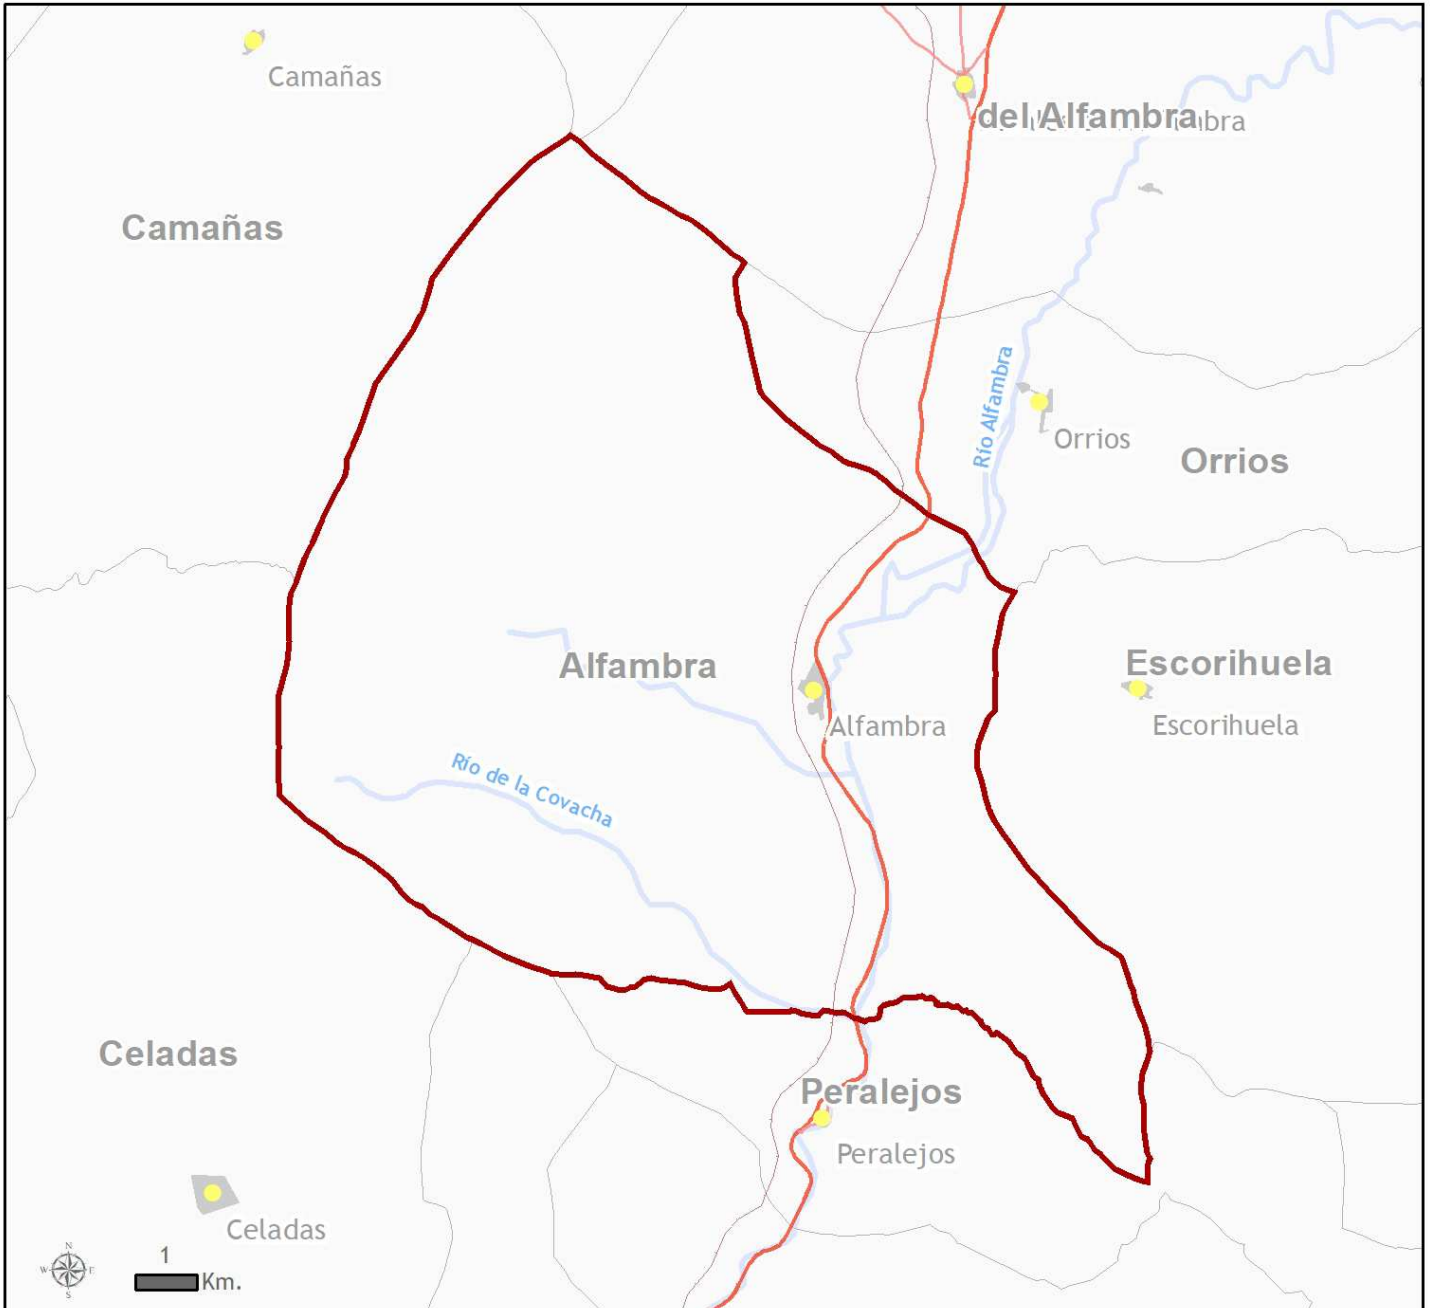 Camañas
del Alfambra
Camañas
Río Alfambra
Orrios
Orrios
Alfambra
Escorihuela
Alfambra
Escorihuela
Río de la Covacha
Celadas
Peralejos
Peralejos
Celadas
N
W
E
S
1
Km.